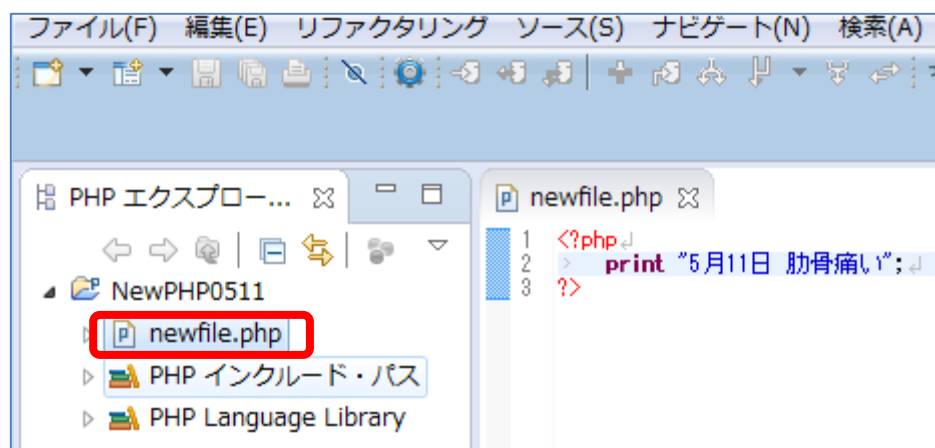 ファイル(F) 編集(E) リファクタリング ソース(S) ナビゲート(N) 検索(A)
PHP エクスプロー...
newfile.php
NewPHP0511
newfile.php
PHP インクルード・パス
PHP Language Library
1 <?php
2 print "5月11日 肋骨痛い";
3 ?>